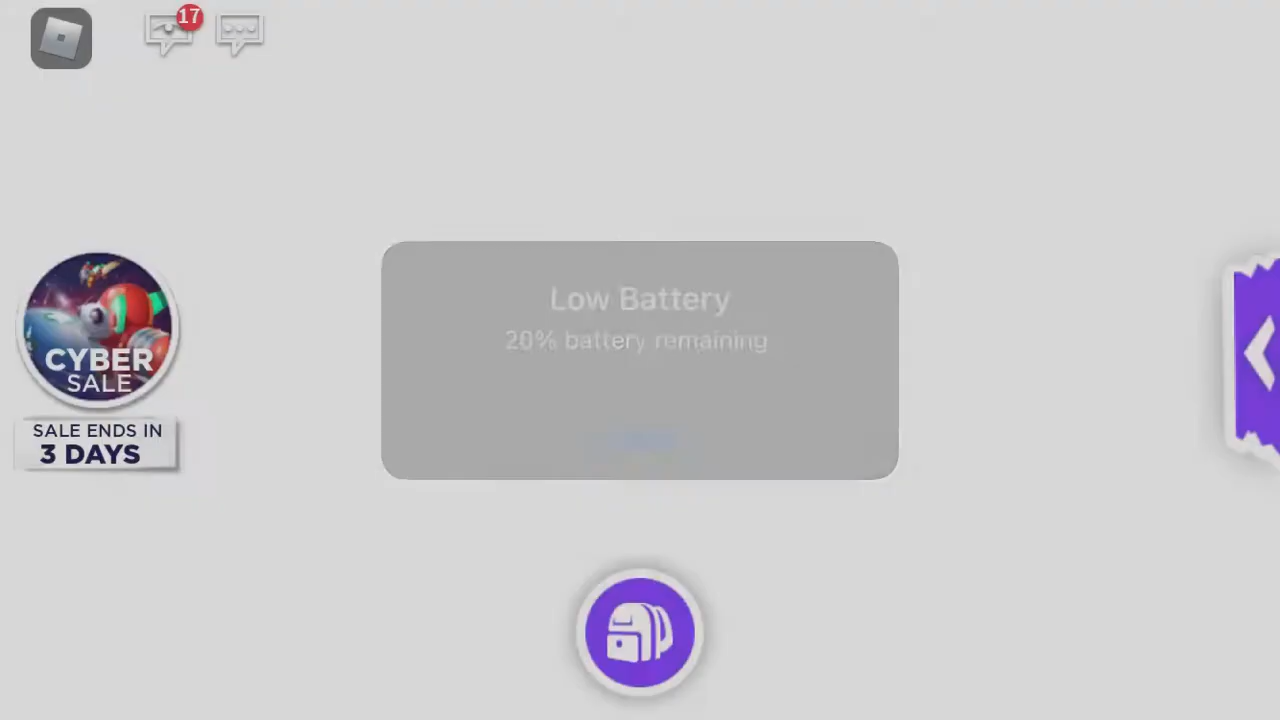 17
Low Battery
20% battery remaining
CYBER
SALE
SALE ENDS IN
3 DAYS